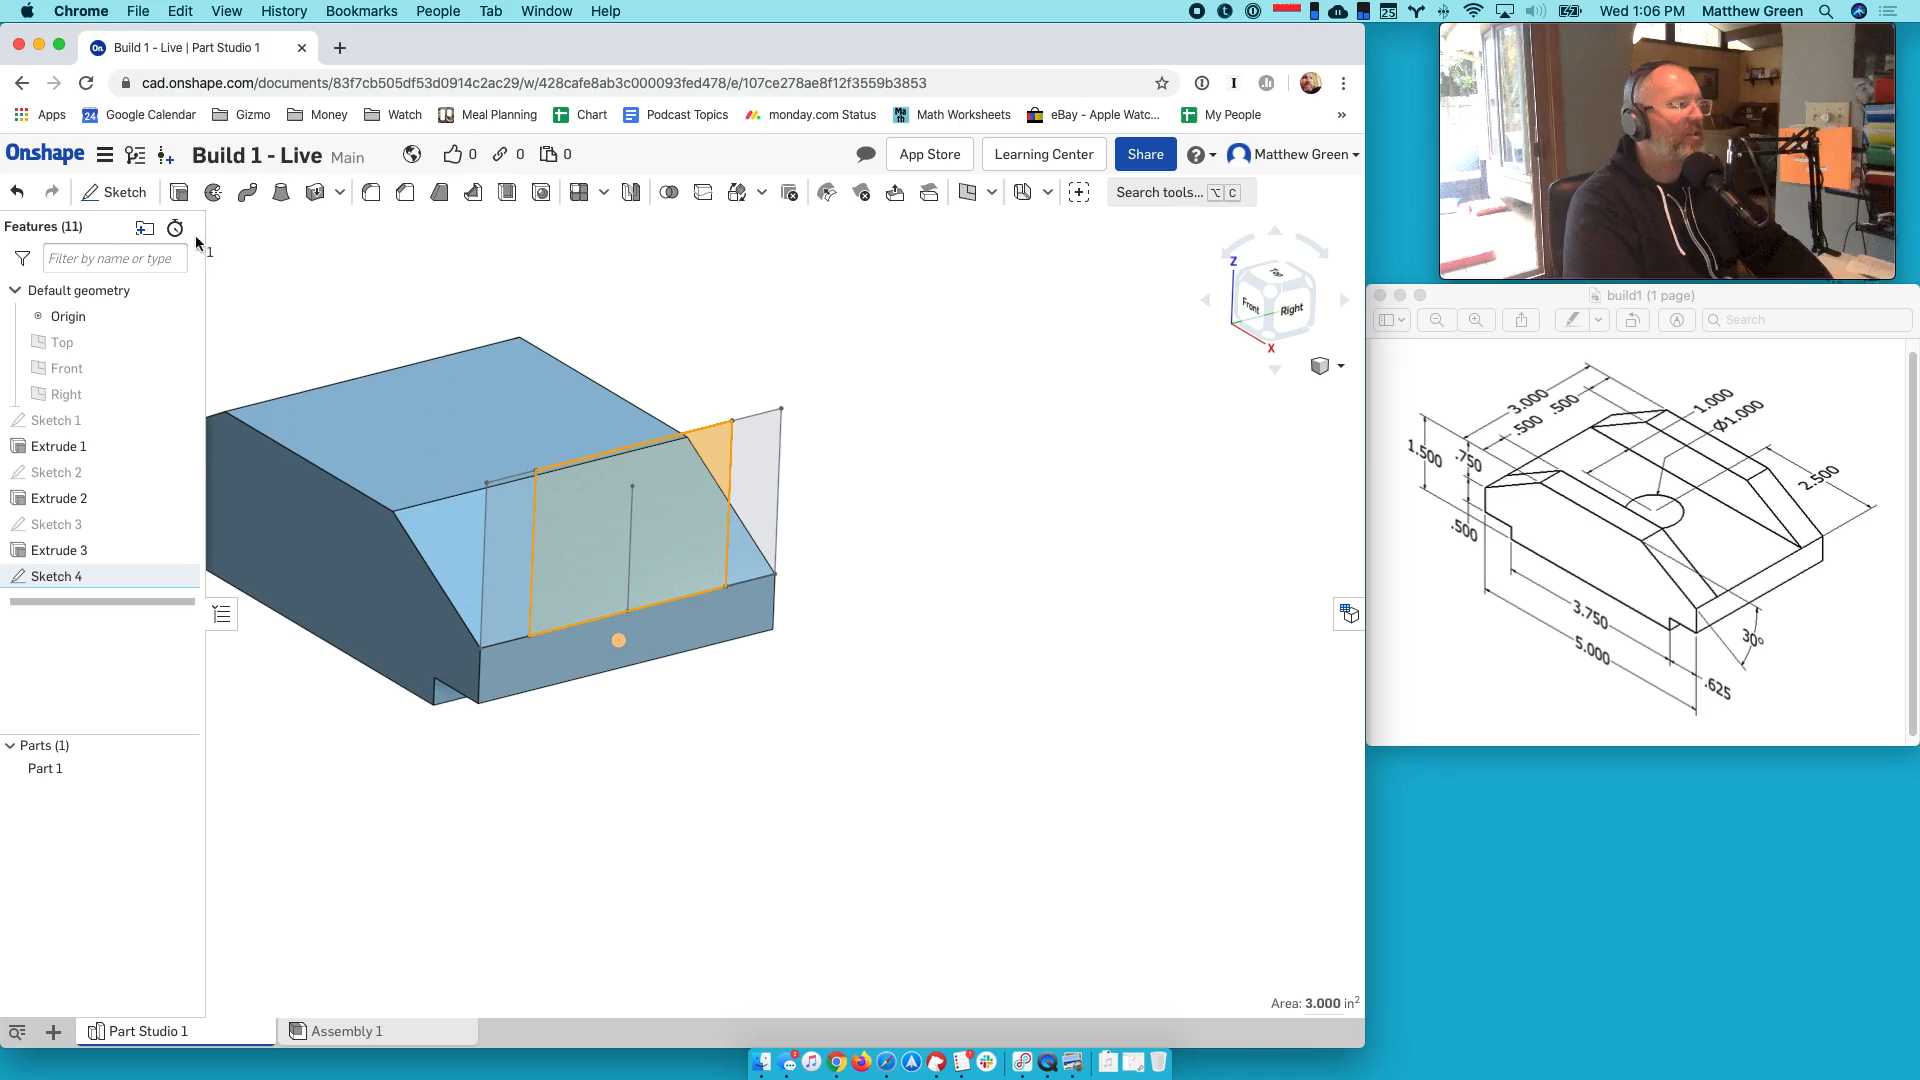 Chrome File Edit View History Bookmarks People Tab Window Help
25 Wed 1:06 PM Matthew Green
On Build 1 - Live | Part Studio 1
cad.onshape.com/documents/83f7cb505df53d0914c2ac29/w/428cafe8ab3c000093fed478/e/107ce278ae8f12f3559b3853
Apps 24 Google Calendar Gizmo Money Watch Meal Planning Chart Podcast Topics monday.com Status Math Worksheets eBay - Apple Watc... My People »
Onshape Build 1 - Live Main 0 0 0 App Store Learning Center Share Matthew Green
Sketch Search tools... ⌥ C
Features (11)
1
Filter by name or type
Default geometry
Origin
Top
Front
Right
Sketch 1
Extrude 1
Sketch 2
Extrude 2
Sketch 3
Extrude 3
Sketch 4
Parts (1)
Part 1
Z
Top
Front
Right
X
Area: 3.000 in²
Part Studio 1 Assembly 1
build1 (1 page)
Search
3.000
.500
.500
1.000
Φ1.000
1.500
.750
2.500
.500
3.750
5.000
30°
.625